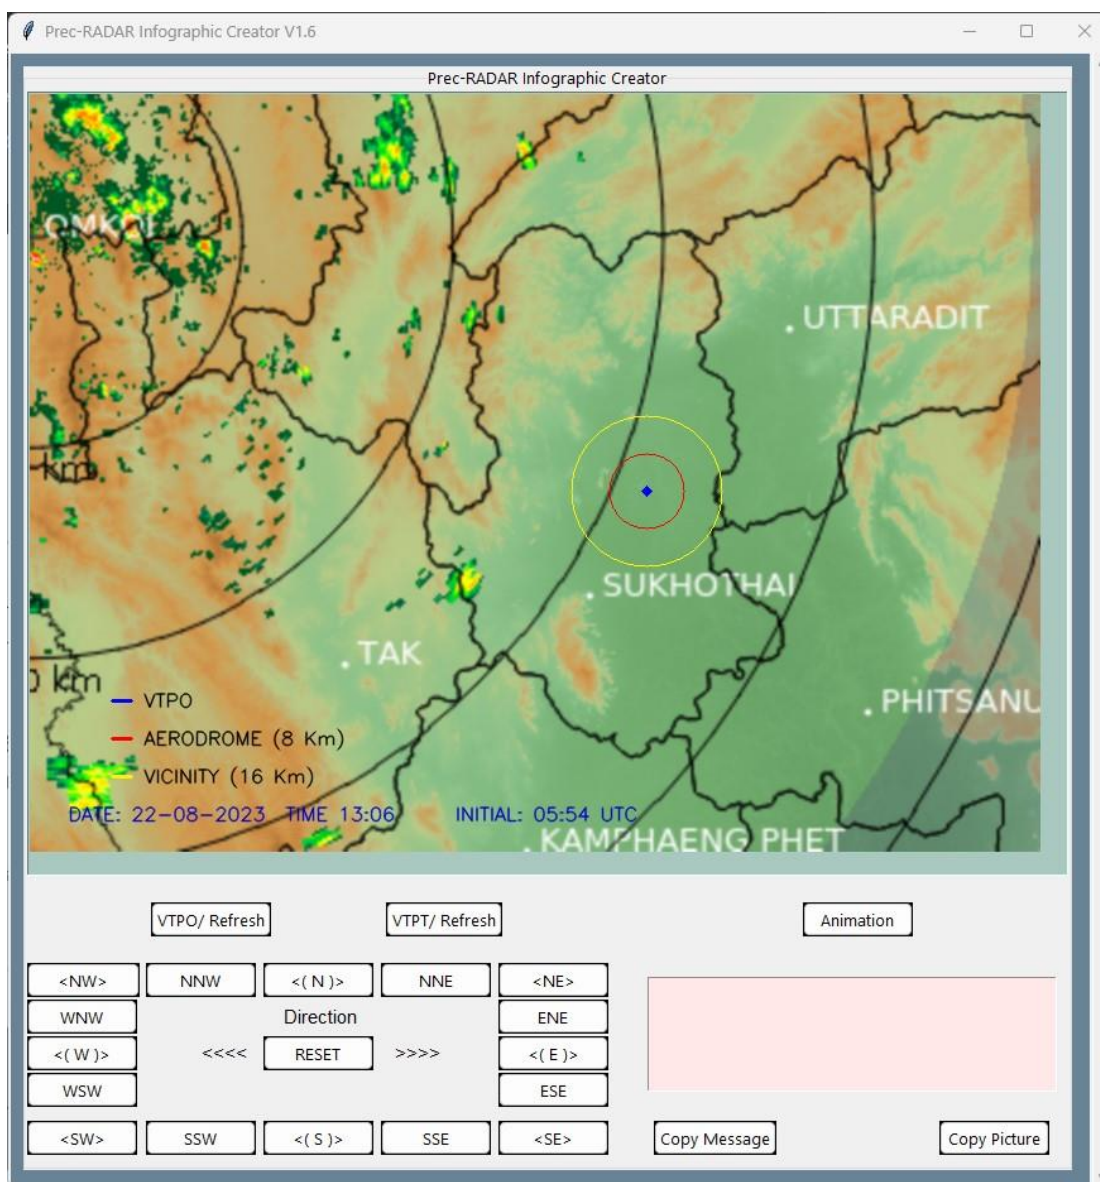 Prec-RADAR Infographic Creator V1.6
Prec-RADAR Infographic Creator
OMKOI
UTTARADIT
km
SUKHOTHAI
TAK
km
PHITSANU
VTPO
AERODROME (8 Km)
VICINITY (16 Km)
DATE: 22-08-2023 TIME 13:06 INITIAL: 05:54 UTC
KAMPHAENG PHET
VTPO/ Refresh VTPT/ Refresh Animation
<NW> NNW <( N )> NNE <NE>
WNW Direction ENE
<( W )> <<<< RESET >>>> <( E )>
WSW ESE
<SW> SSW <( S )> SSE <SE> Copy Message Copy Picture